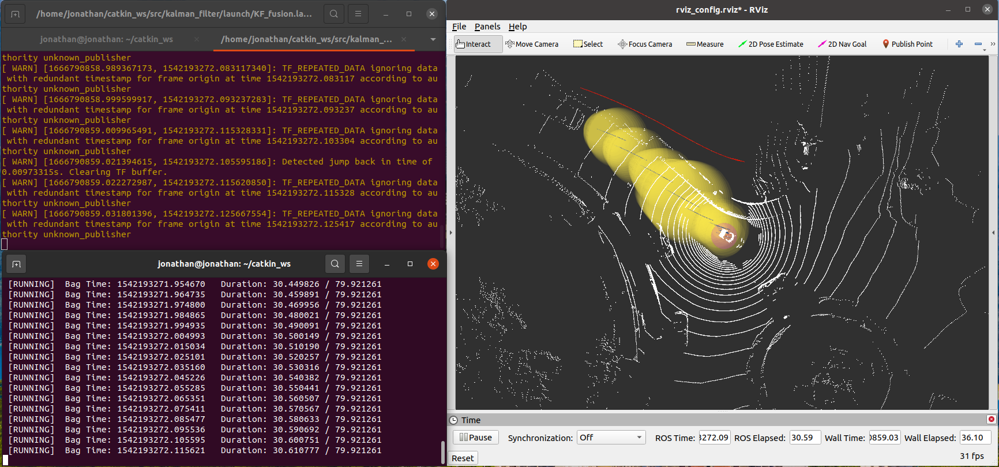 /home/jonathan/catkin_ws/src/kalman_filter/launch/KF_fusion.la...
jonathan@jonathan: ~/catkin_ws
/home/jonathan/catkin_ws/src/kalman_...
thority unknown_publisher
[ WARN] [1666790858.989367173, 1542193272.083117340]: TF_REPEATED_DATA ignoring data
with redundant timestamp for frame origin at time 1542193272.083117 according to au
thority unknown_publisher
[ WARN] [1666790858.999599917, 1542193272.093237283]: TF_REPEATED_DATA ignoring data
with redundant timestamp for frame origin at time 1542193272.093237 according to au
thority unknown_publisher
[ WARN] [1666790859.009965491, 1542193272.115328331]: TF_REPEATED_DATA ignoring data
with redundant timestamp for frame origin at time 1542193272.103304 according to au
thority unknown_publisher
[ WARN] [1666790859.021394615, 1542193272.105595186]: Detected jump back in time of
0.00973315s. Clearing TF buffer.
[ WARN] [1666790859.022272987, 1542193272.115620850]: TF_REPEATED_DATA ignoring data
with redundant timestamp for frame origin at time 1542193272.115328 according to au
thority unknown_publisher
[ WARN] [1666790859.031801396, 1542193272.125667554]: TF_REPEATED_DATA ignoring data
with redundant timestamp for frame origin at time 1542193272.125417 according to au
thority unknown_publisher
jonathan@jonathan: ~/catkin_ws
[RUNNING]  Bag Time: 1542193271.954670   Duration: 30.449826 / 79.921261
[RUNNING]  Bag Time: 1542193271.964735   Duration: 30.459891 / 79.921261
[RUNNING]  Bag Time: 1542193271.974800   Duration: 30.469956 / 79.921261
[RUNNING]  Bag Time: 1542193271.984865   Duration: 30.480021 / 79.921261
[RUNNING]  Bag Time: 1542193271.994935   Duration: 30.490091 / 79.921261
[RUNNING]  Bag Time: 1542193272.004993   Duration: 30.500149 / 79.921261
[RUNNING]  Bag Time: 1542193272.015034   Duration: 30.510190 / 79.921261
[RUNNING]  Bag Time: 1542193272.025101   Duration: 30.520257 / 79.921261
[RUNNING]  Bag Time: 1542193272.035160   Duration: 30.530316 / 79.921261
[RUNNING]  Bag Time: 1542193272.045226   Duration: 30.540382 / 79.921261
[RUNNING]  Bag Time: 1542193272.055285   Duration: 30.550441 / 79.921261
[RUNNING]  Bag Time: 1542193272.065351   Duration: 30.560507 / 79.921261
[RUNNING]  Bag Time: 1542193272.075411   Duration: 30.570567 / 79.921261
[RUNNING]  Bag Time: 1542193272.085477   Duration: 30.580633 / 79.921261
[RUNNING]  Bag Time: 1542193272.095536   Duration: 30.590692 / 79.921261
[RUNNING]  Bag Time: 1542193272.105595   Duration: 30.600751 / 79.921261
[RUNNING]  Bag Time: 1542193272.115621   Duration: 30.610777 / 79.921261
rviz_config.rviz* - RViz
File Panels Help
Interact Move Camera Select Focus Camera Measure 2D Pose Estimate 2D Nav Goal Publish Point
Time
Pause Synchronization: Off ROS Time: 3272.09 ROS Elapsed: 30.59 Wall Time: 0859.03 Wall Elapsed: 36.10
Reset
31 fps